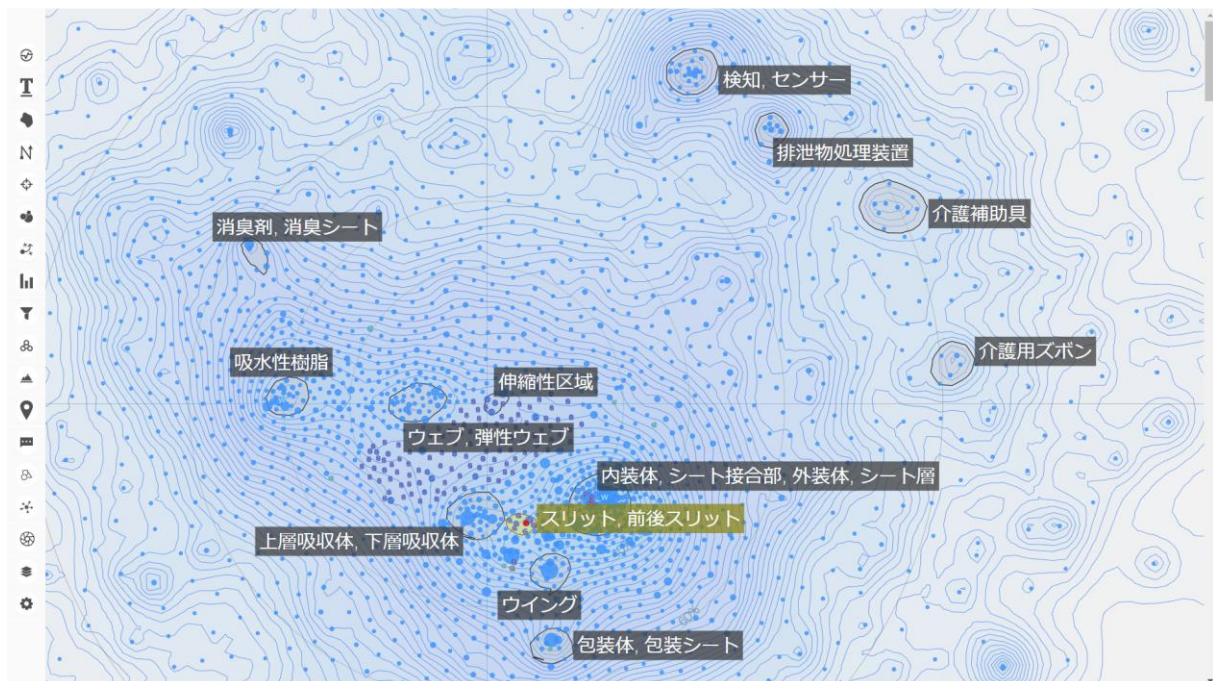 検知, センサー
排泄物処理装置
介護補助具
消臭剤, 消臭シート
介護用ズボン
吸水性樹脂
伸縮性区域
ウェブ, 弾性ウェブ
内装体, シート接合部, 外装体, シート層
スリット, 前後スリット
上層吸収体, 下層吸収体
ウイング
包装体, 包装シート